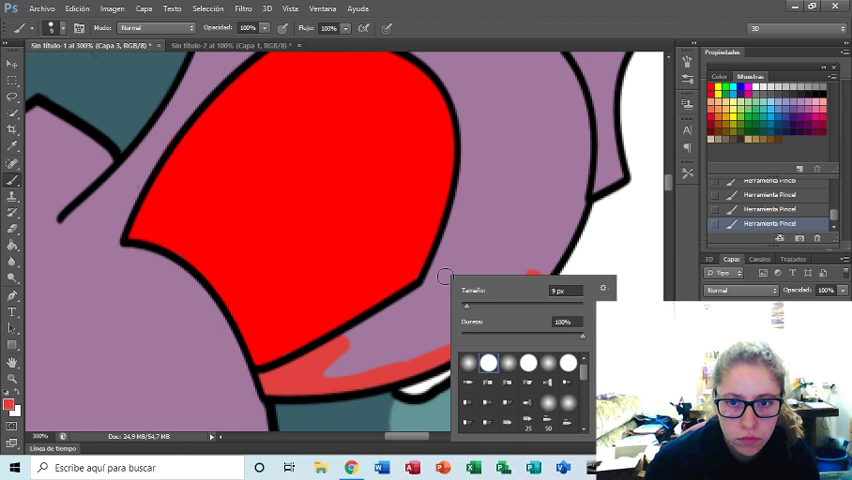 Ps Archivo Edición Imagen Capa Texto Selección Filtro 3D Vista Ventana Ayuda
9 Modo: Normal Opacidad: 100% Flujo: 100% 3D
Sin título-1 al 300% (Capa 3, RGB/8) * × Sin título-2 al 100% (Capa 1, RGB/8) * ×
Propiedades
Color Muestras
Herramienta Pincel
Herramienta Pincel
Herramienta Pincel
Herramienta Pincel
3D Capas Canales Trazados
Tipo
Normal Opacidad: 100%
Tamaño: 9 px
Dureza: 100%
25 50
300% Doc: 24,9 MB/54,7 MB
Línea de tiempo
Escribe aquí para buscar